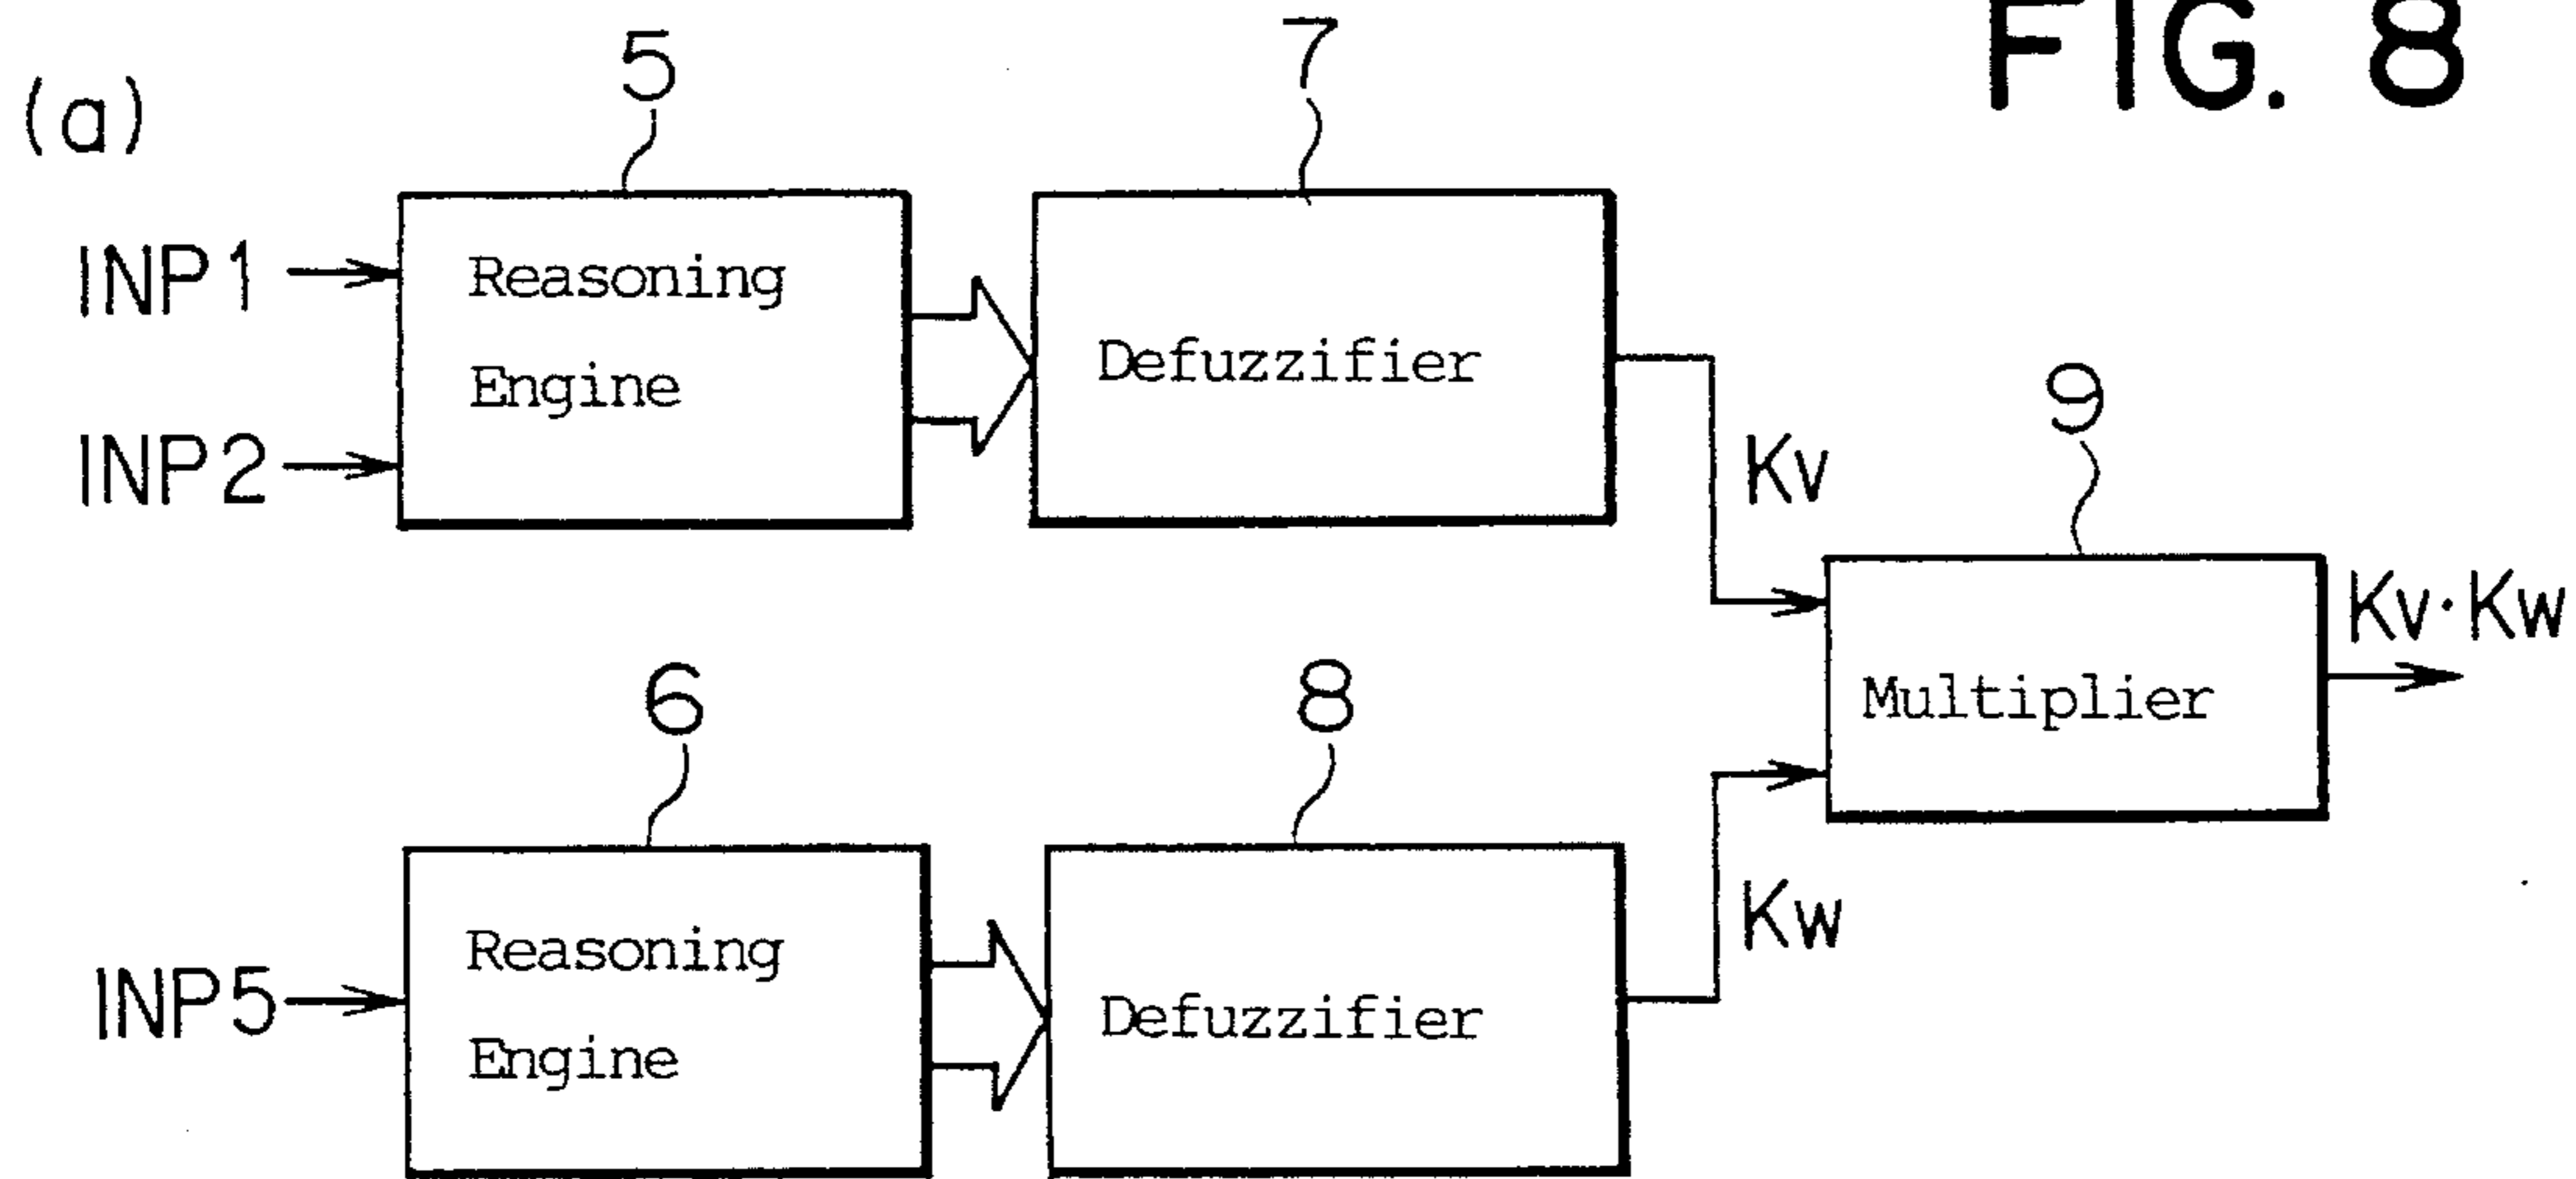 FIG. 8
(a)
5
7
INP1
INP2
Reasoning
Engine
Defuzzifier
Kv
9
Multiplier
Kv·Kw
6
8
INP5
Reasoning
Engine
Defuzzifier
Kw